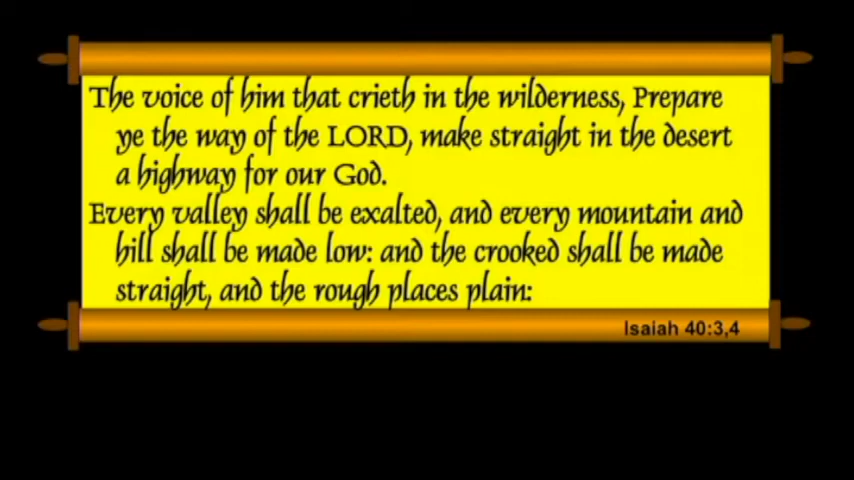 The voice of him that crieth in the wilderness, Prepare
ye the way of the LORD, make straight in the desert
a highway for our God.
Every valley shall be exalted, and every mountain and
hill shall be made low: and the crooked shall be made
straight, and the rough places plain:
Isaiah 40:3,4